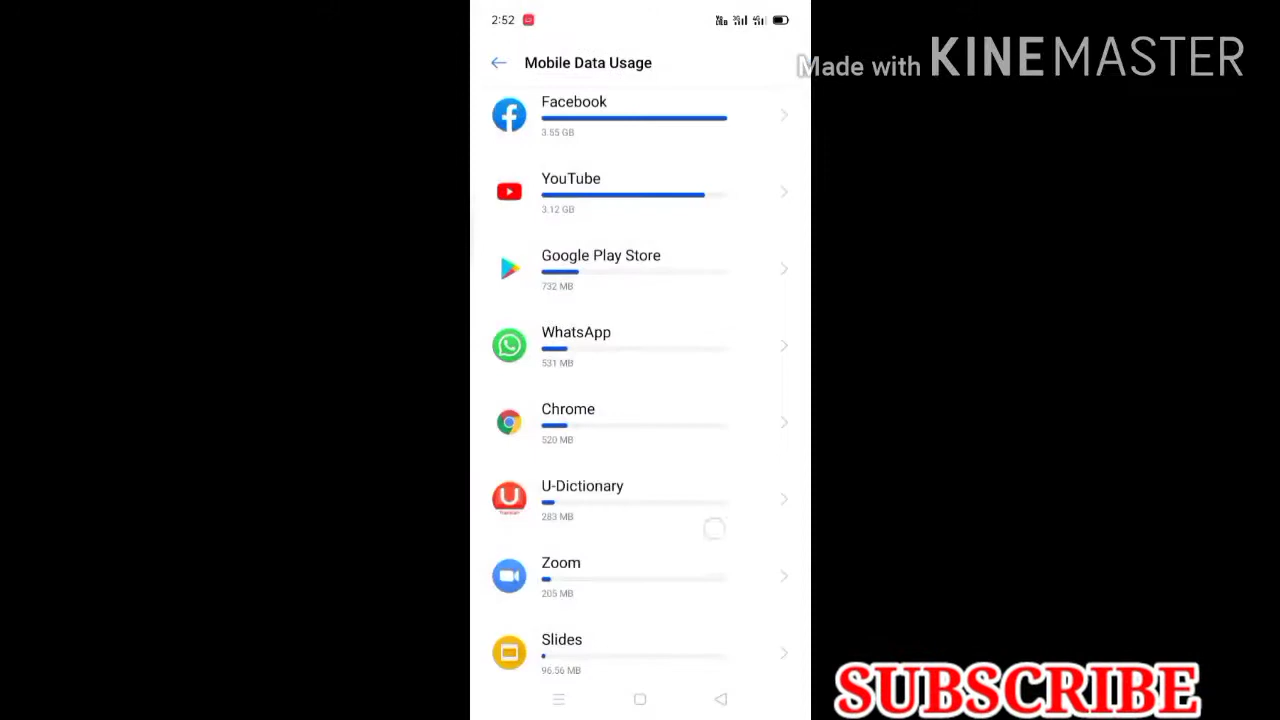 2:52
Made with KINEMASTER
Mobile Data Usage
Facebook
3.55 GB
YouTube
3.12 GB
Google Play Store
732 MB
WhatsApp
531 MB
Chrome
520 MB
U-Dictionary
283 MB
Zoom
205 MB
Slides
96.56 MB
SUBSCRIBE